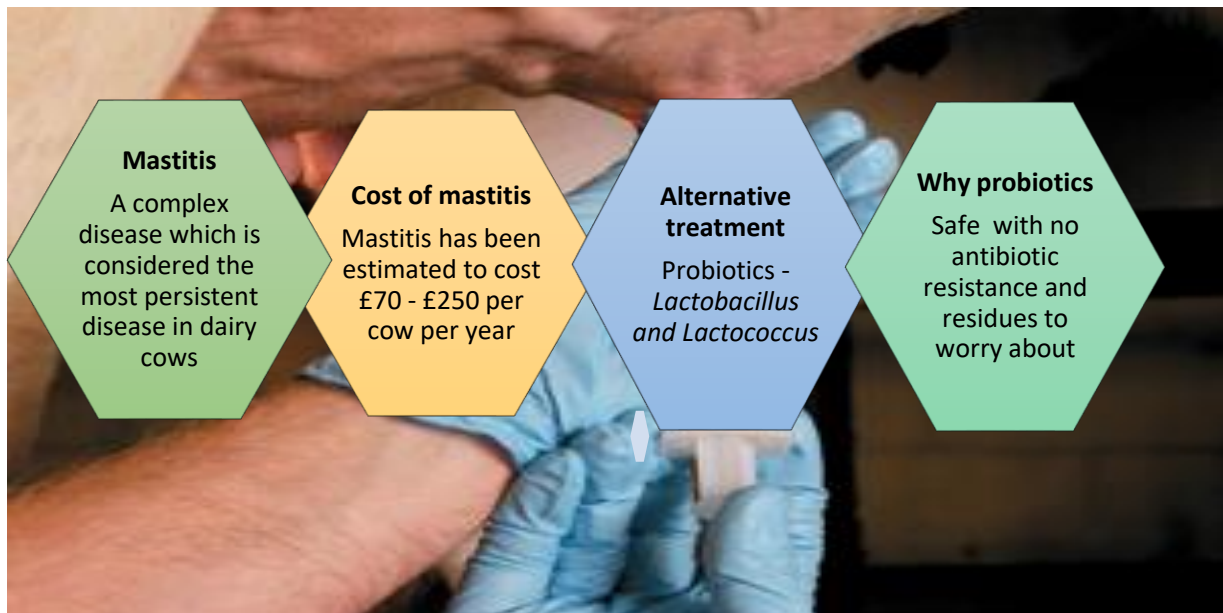 Mastitis
A complex
disease which is
considered the
most persistent
disease in dairy
cows
Cost of mastitis
Mastitis has been
estimated to cost
£70 - £250 per
cow per year
Alternative
treatment
Probiotics -
Lactobacillus
and Lactococcus
Why probiotics
Safe  with no
antibiotic
resistance and
residues to
worry about